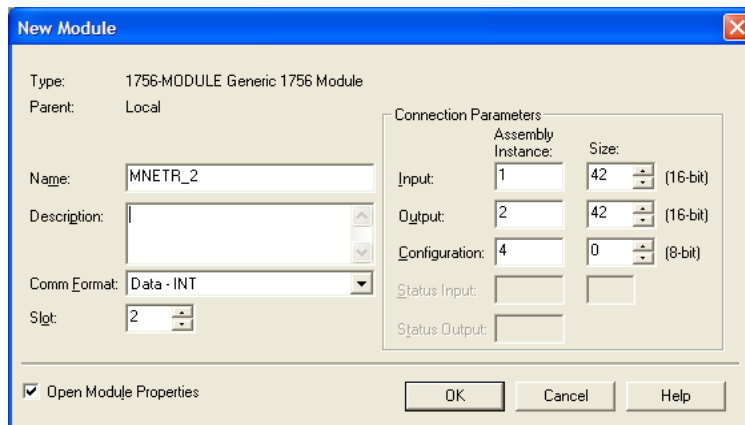 New Module
Type: 1756-MODULE Generic 1756 Module
Parent: Local
Connection Parameters
Assembly Instance: Size:
Name: MNETR_2
Input: 1 42 (16-bit)
Description:
Output: 2 42 (16-bit)
Configuration: 4 0 (8-bit)
Comm Format: Data - INT
Status Input:
Slot: 2
Status Output:
Open Module Properties
OK Cancel Help